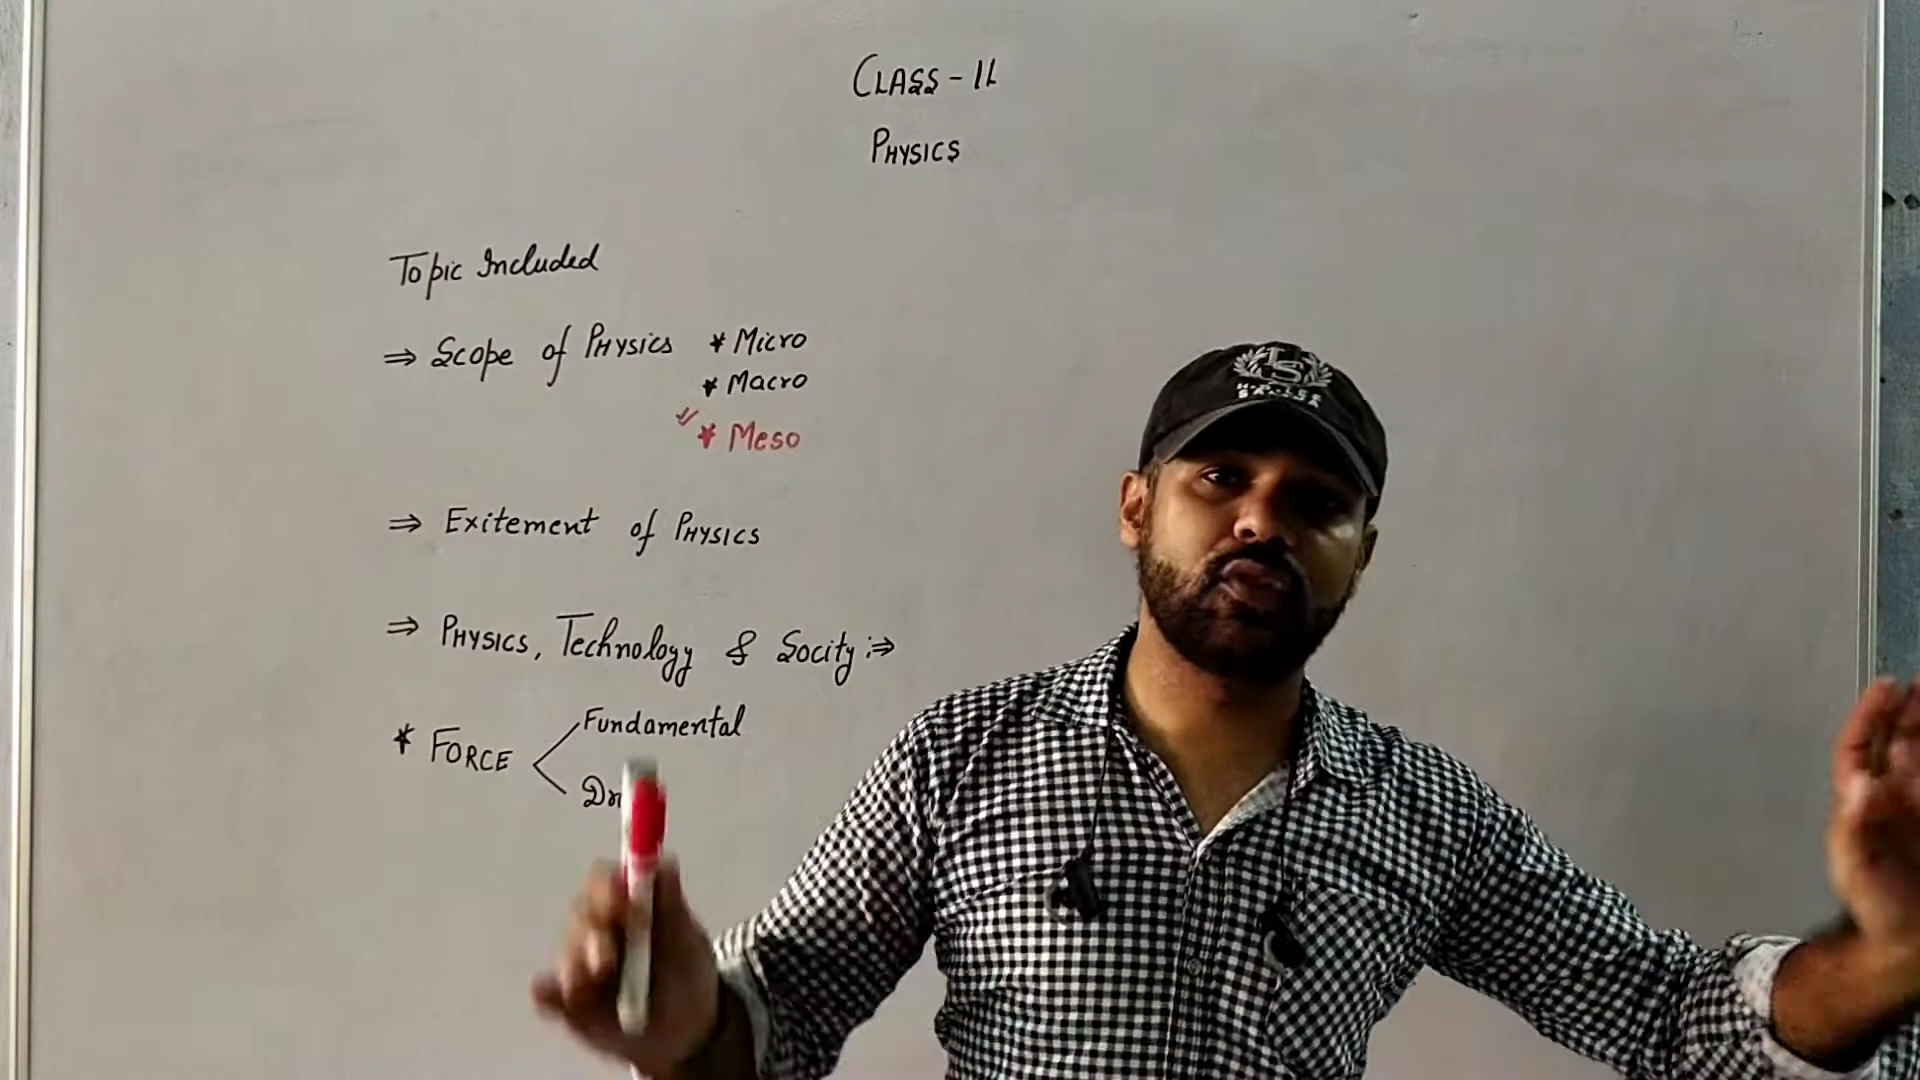 CLASS - 11
PHYSICS
Topic Included
⇒ Scope of PHYSICS * Micro
* Macro
* Meso
⇒ Exitement of PHYSICS
⇒ PHYSICS, Technology & Socity :⇒
* FORCE Fundamental